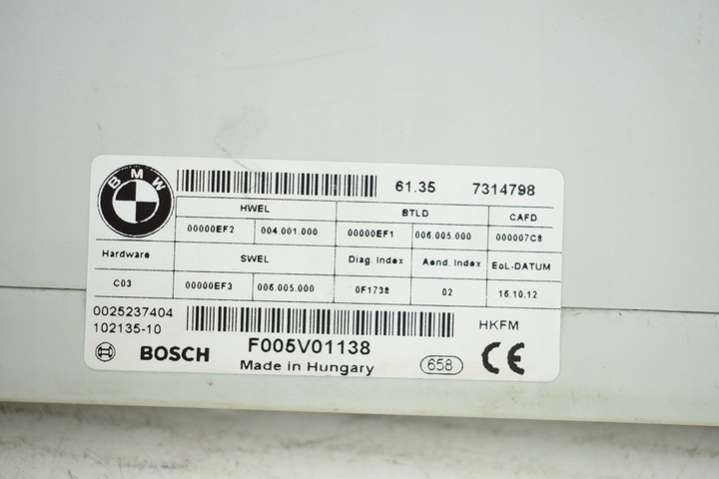 BMW
61.35 7314798
HWEL BTLD CAFD
00000EF2 004.001.000 00000EF1 006.005.000 000007C8
Hardware SWEL Diag. Index Aend. Index EoL-DATUM
C03 00000EF3 006.005.000 0F1738 02 16.10.12
0025237404
102135-10 HKFM
BOSCH F005V01138 658 CE
Made in Hungary